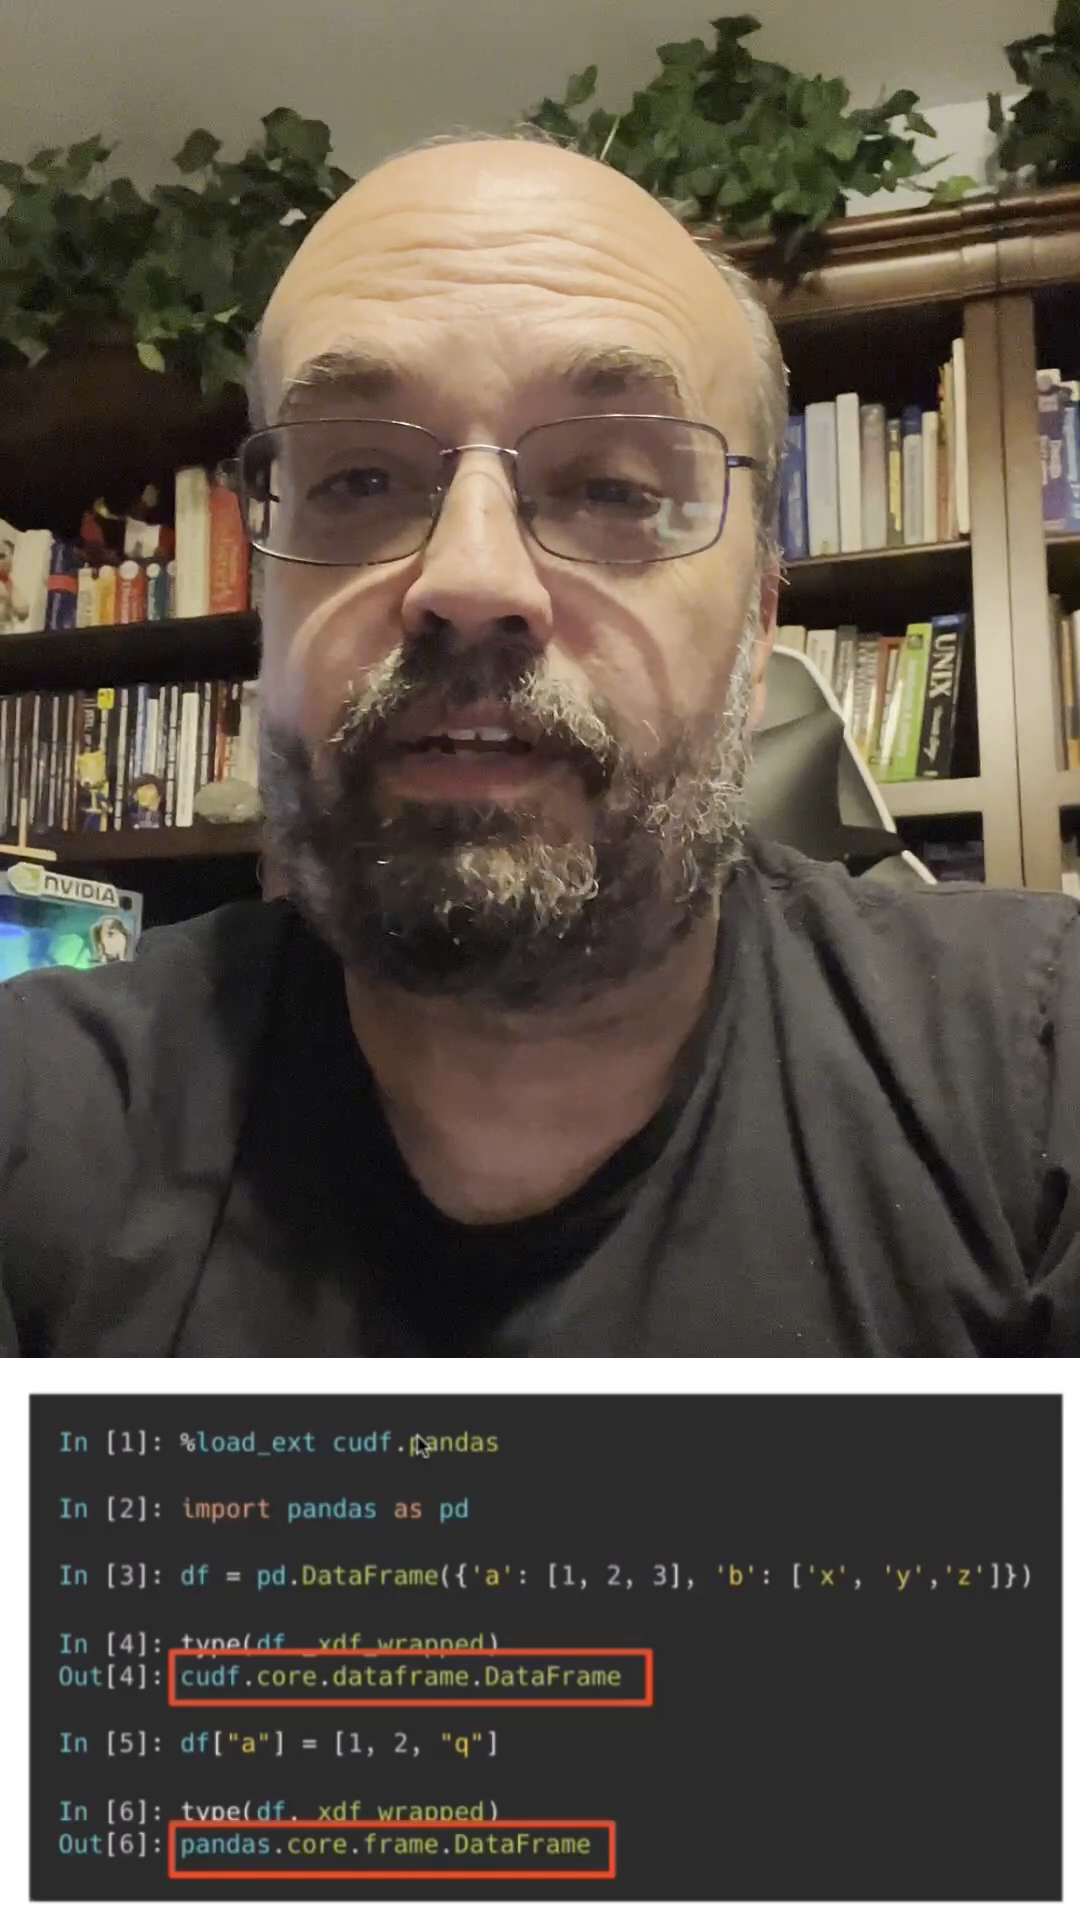 UNIX
NVIDIA
In [1]: %load_ext cudf.pandas
In [2]: import pandas as pd
In [3]: df = pd.DataFrame({'a': [1, 2, 3], 'b': ['x', 'y','z']})
In [4]: type(df._xdf_wrapped)
Out[4]: cudf.core.dataframe.DataFrame
In [5]: df["a"] = [1, 2, "q"]
In [6]: type(df._xdf_wrapped)
Out[6]: pandas.core.frame.DataFrame